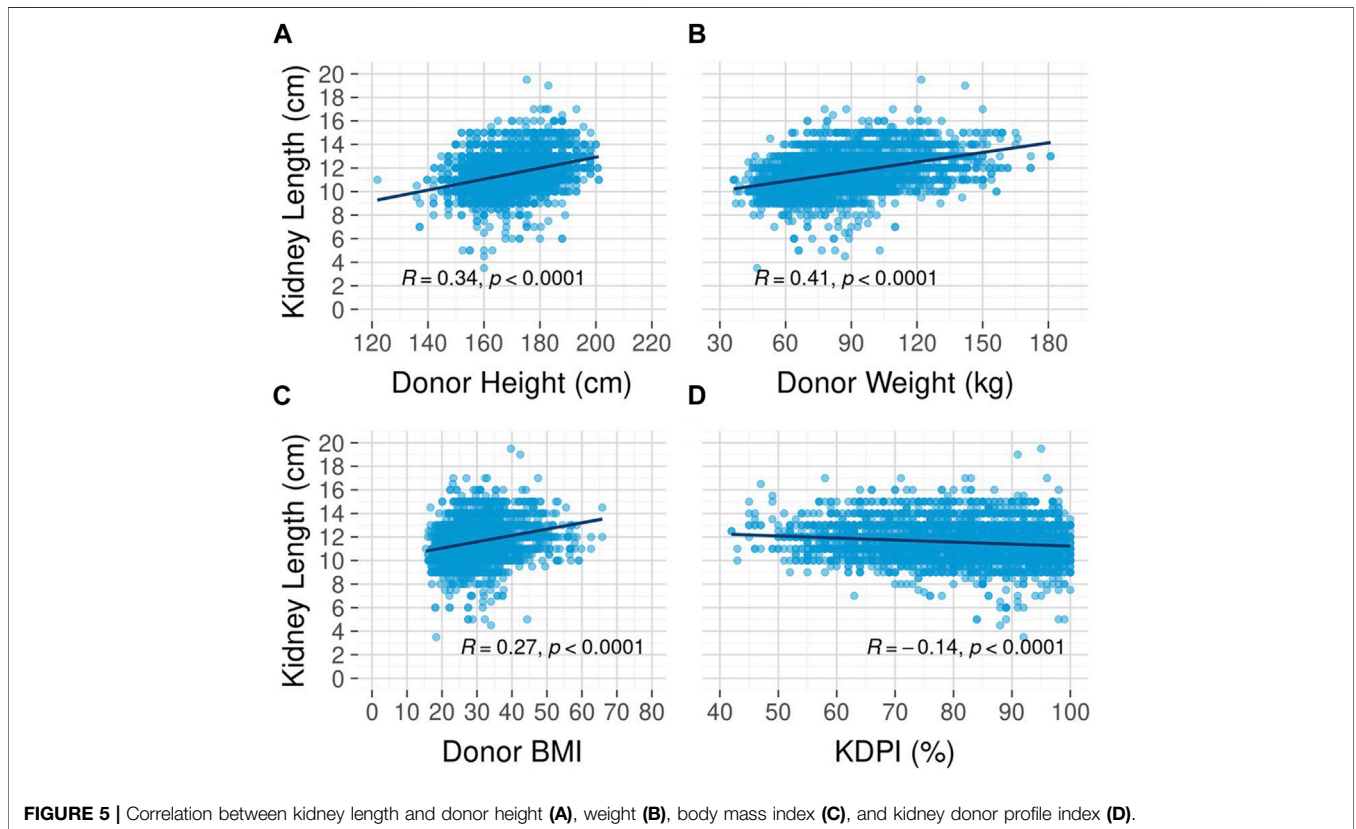 A
B
Kidney Length (cm)
20
18
16
14
12
10
8
6
4
2
0
R = 0.34, p < 0.0001
R = 0.41, p < 0.0001
120 140 160 180 200 220
30 60 90 120 150 180
Donor Height (cm)
Donor Weight (kg)
C
D
Kidney Length (cm)
20
18
16
14
12
10
8
6
4
2
0
R = 0.27, p < 0.0001
R = −0.14, p < 0.0001
0 10 20 30 40 50 60 70 80
40 50 60 70 80 90 100
Donor BMI
KDPI (%)
FIGURE 5 | Correlation between kidney length and donor height (A), weight (B), body mass index (C), and kidney donor profile index (D).